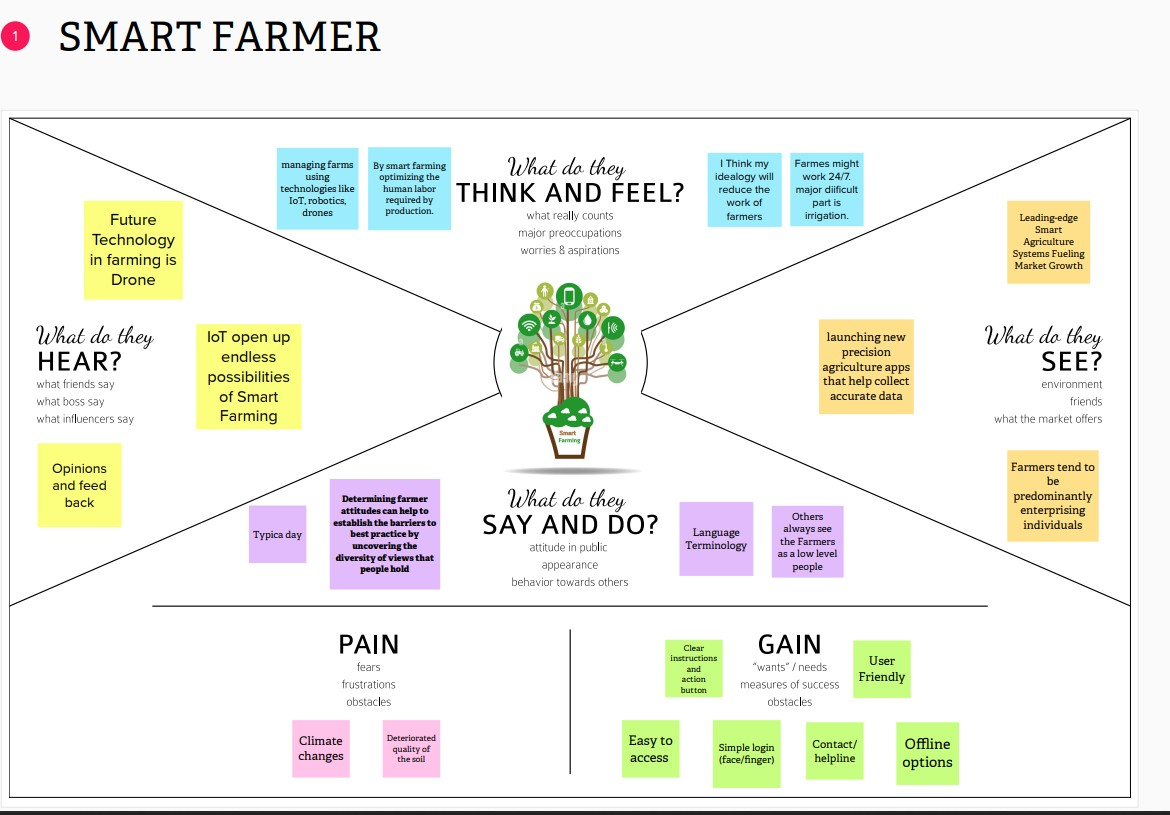 1
SMART FARMER
managing farms
using
technologies like
IoT, robotics,
drones
By smart farming
optimizing the
human labor
required by
production.
What do they
THINK AND FEEL?
what really counts
major preoccupations
worries & aspirations
I Think my
idealogy will
reduce the
work of
farmers
Farmes might
work 24/7.
major diificult
part is
irrigation.
Future
Technology
in farming is
Drone
What do they
HEAR?
what friends say
what boss say
what influencers say
IoT open up
endless
possibilities
of Smart
Farming
Opinions
and feed
back
Smart
Farming
Leading-edge
Smart
Agriculture
Systems Fueling
Market Growth
launching new
precision
agriculture apps
that help collect
accurate data
What do they
SEE?
environment
friends
what the market offers
Farmers tend to
be
predominantly
enterprising
individuals
Typica day
Determining farmer
attitudes can help to
establish the barriers to
best practice by
uncovering the
diversity of views that
people hold
What do they
SAY AND DO?
attitude in public
appearance
behavior towards others
Language
Terminology
Others
always see
the Farmers
as a low level
people
PAIN
fears
frustrations
obstacles
Climate
changes
Deteriorated
quality of
the soil
Clear
instructions
and
action
button
GAIN
"wants" / needs
measures of success
obstacles
User
Friendly
Easy to
access
Simple login
(face/finger)
Contact/
helpline
Offline
options